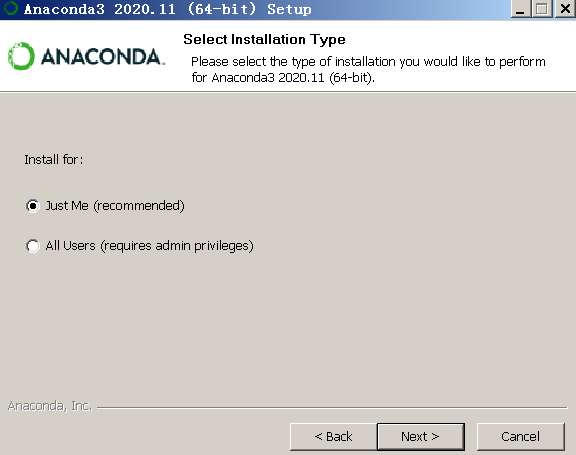 Anaconda3 2020.11 (64-bit) Setup
Select Installation Type
ANACONDA.
Please select the type of installation you would like to perform
for Anaconda3 2020.11 (64-bit).
Install for:
Just Me (recommended)
All Users (requires admin privileges)
Anaconda, Inc.
< Back
Next >
Cancel